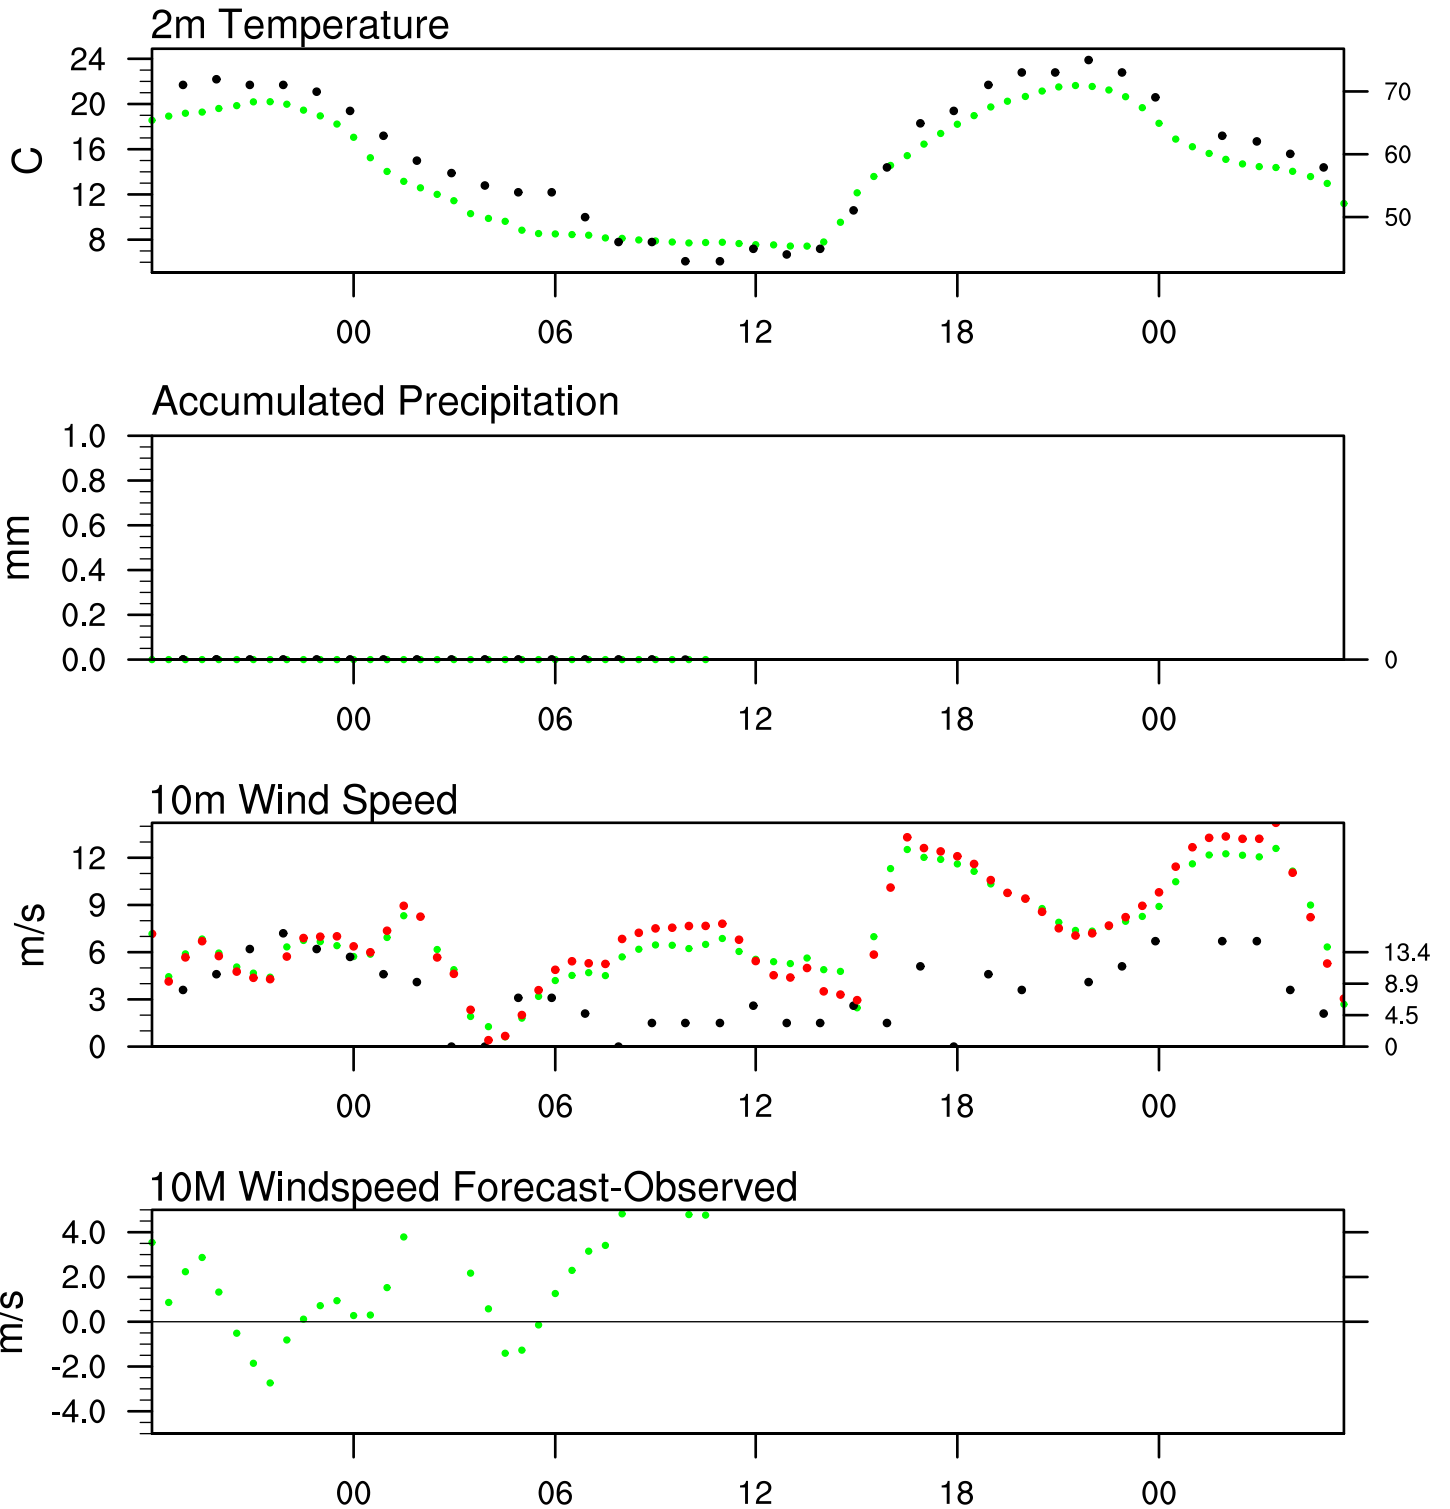 2m Temperature
24
20
16
12
8
C
70
60
50
00 06 12 18 00
Accumulated Precipitation
1.0
0.8
0.6
0.4
0.2
0.0
mm
0
00 06 12 18 00
10m Wind Speed
12
9
6
3
0
m/s
13.4
8.9
4.5
0
00 06 12 18 00
10M Windspeed Forecast-Observed
4.0
2.0
0.0
-2.0
-4.0
m/s
00 06 12 18 00